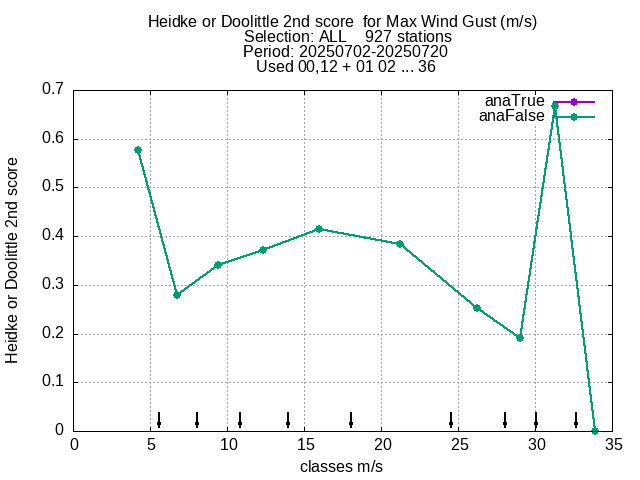 Heidke or Doolittle 2nd score  for Max Wind Gust (m/s)
Selection: ALL    927 stations
Period: 20250702-20250720
Used 00,12 + 01 02 ... 36
anaTrue
anaFalse
Heidke or Doolittle 2nd score
0.7
0.6
0.5
0.4
0.3
0.2
0.1
0
0 5 10 15 20 25 30 35
classes m/s